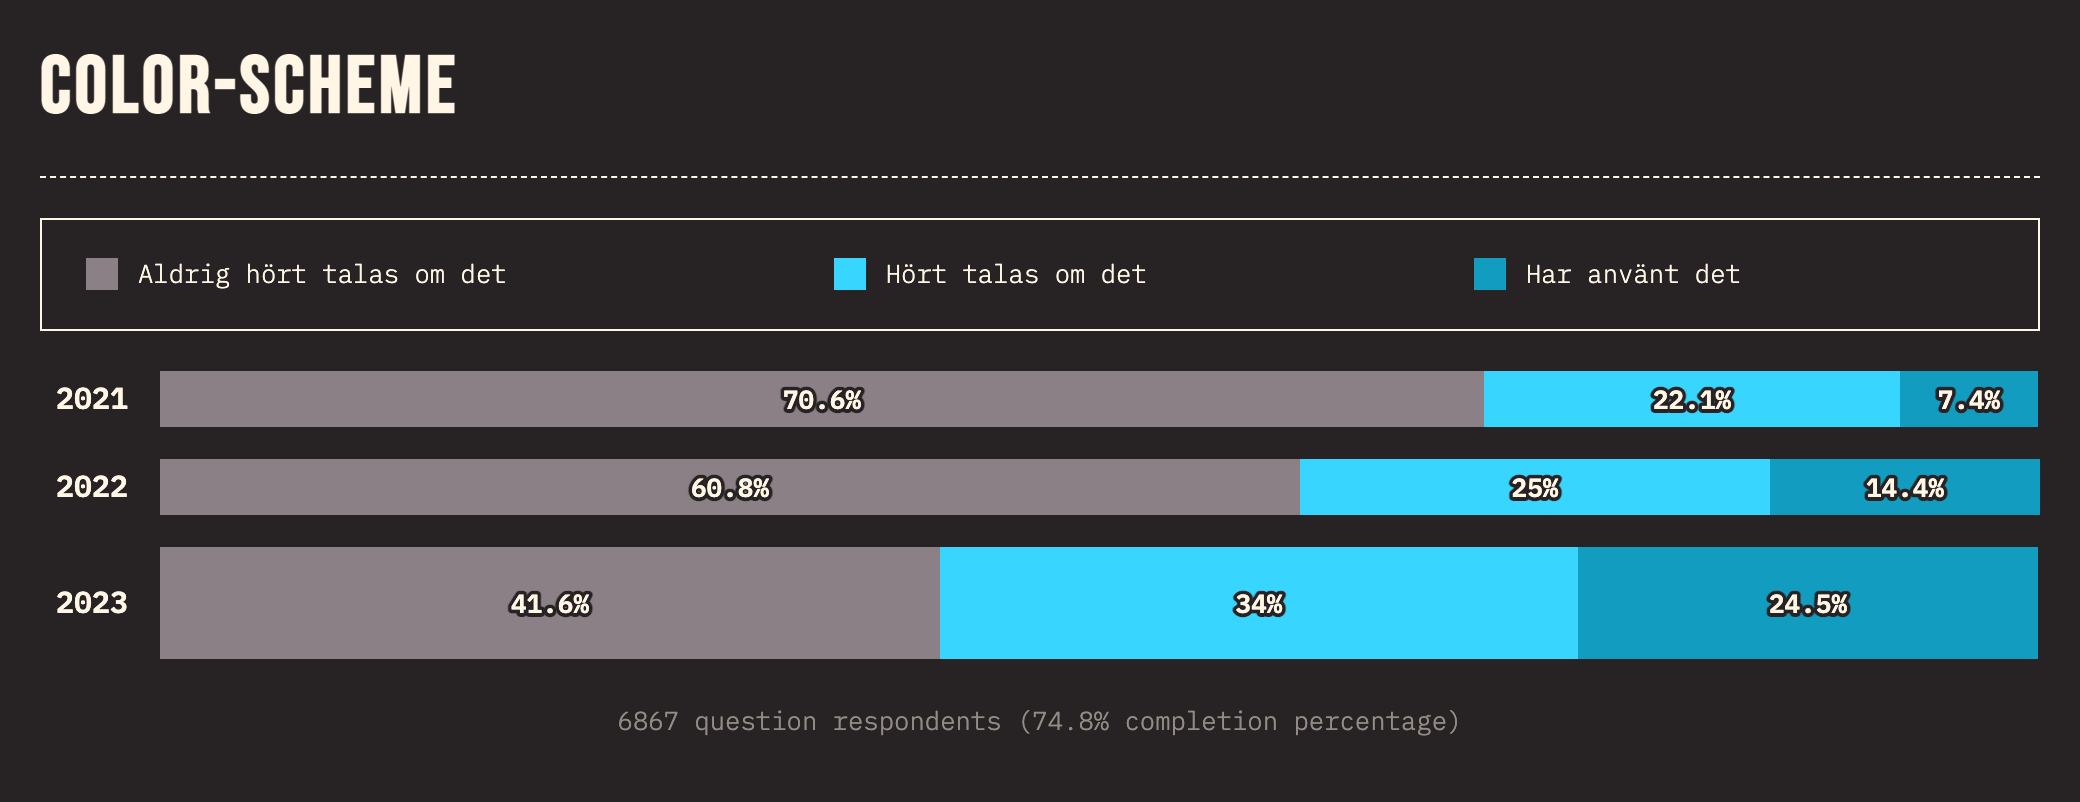 COLOR-SCHEME
Aldrig hört talas om det Hört talas om det Har använt det
2021 70.6% 22.1% 7.4%
2022 60.8% 25% 14.4%
2023 41.6% 34% 24.5%
6867 question respondents (74.8% completion percentage)